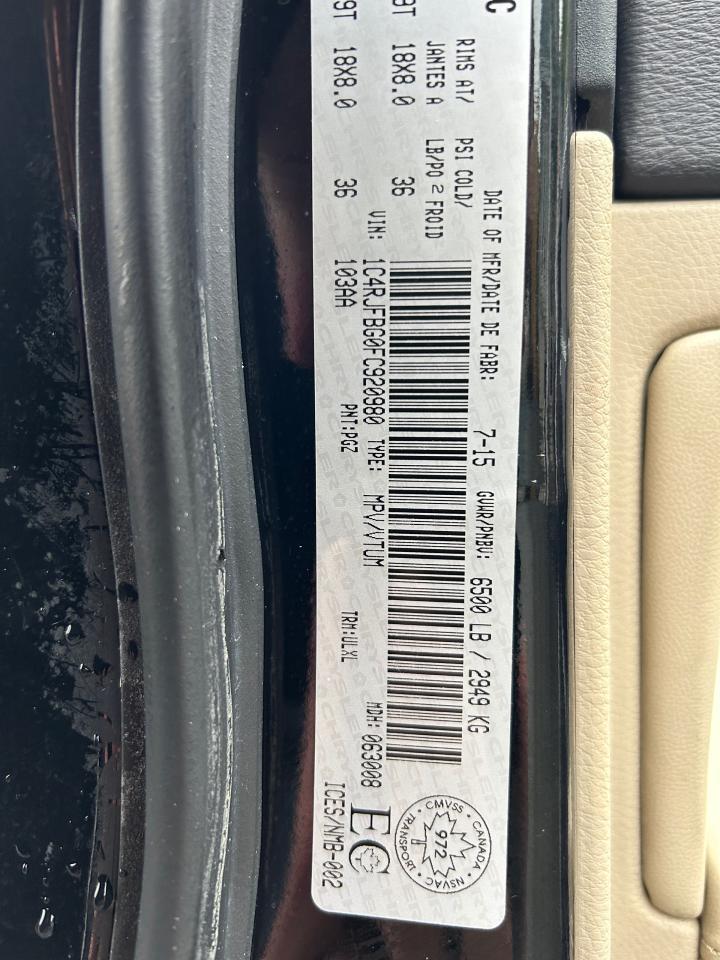 C
RIMS AT/ PSI COLD/
JANTES A LB/PO 2 FROID
18X8.0 36
18X8.0 36
DATE OF MFR/DATE DE FABR: 7-15 GVWR/PNBV: 6500 LB / 2949 KG
VIN: 1C4RJFBG0FC920980 TYPE: MPV/VTUM MDH: 063008
103AA PNT:PGZ TRM:ULXL
CMVSS • CANADA • NSVAC • TRANSPORT •
972
EC
ICES/NMB-002